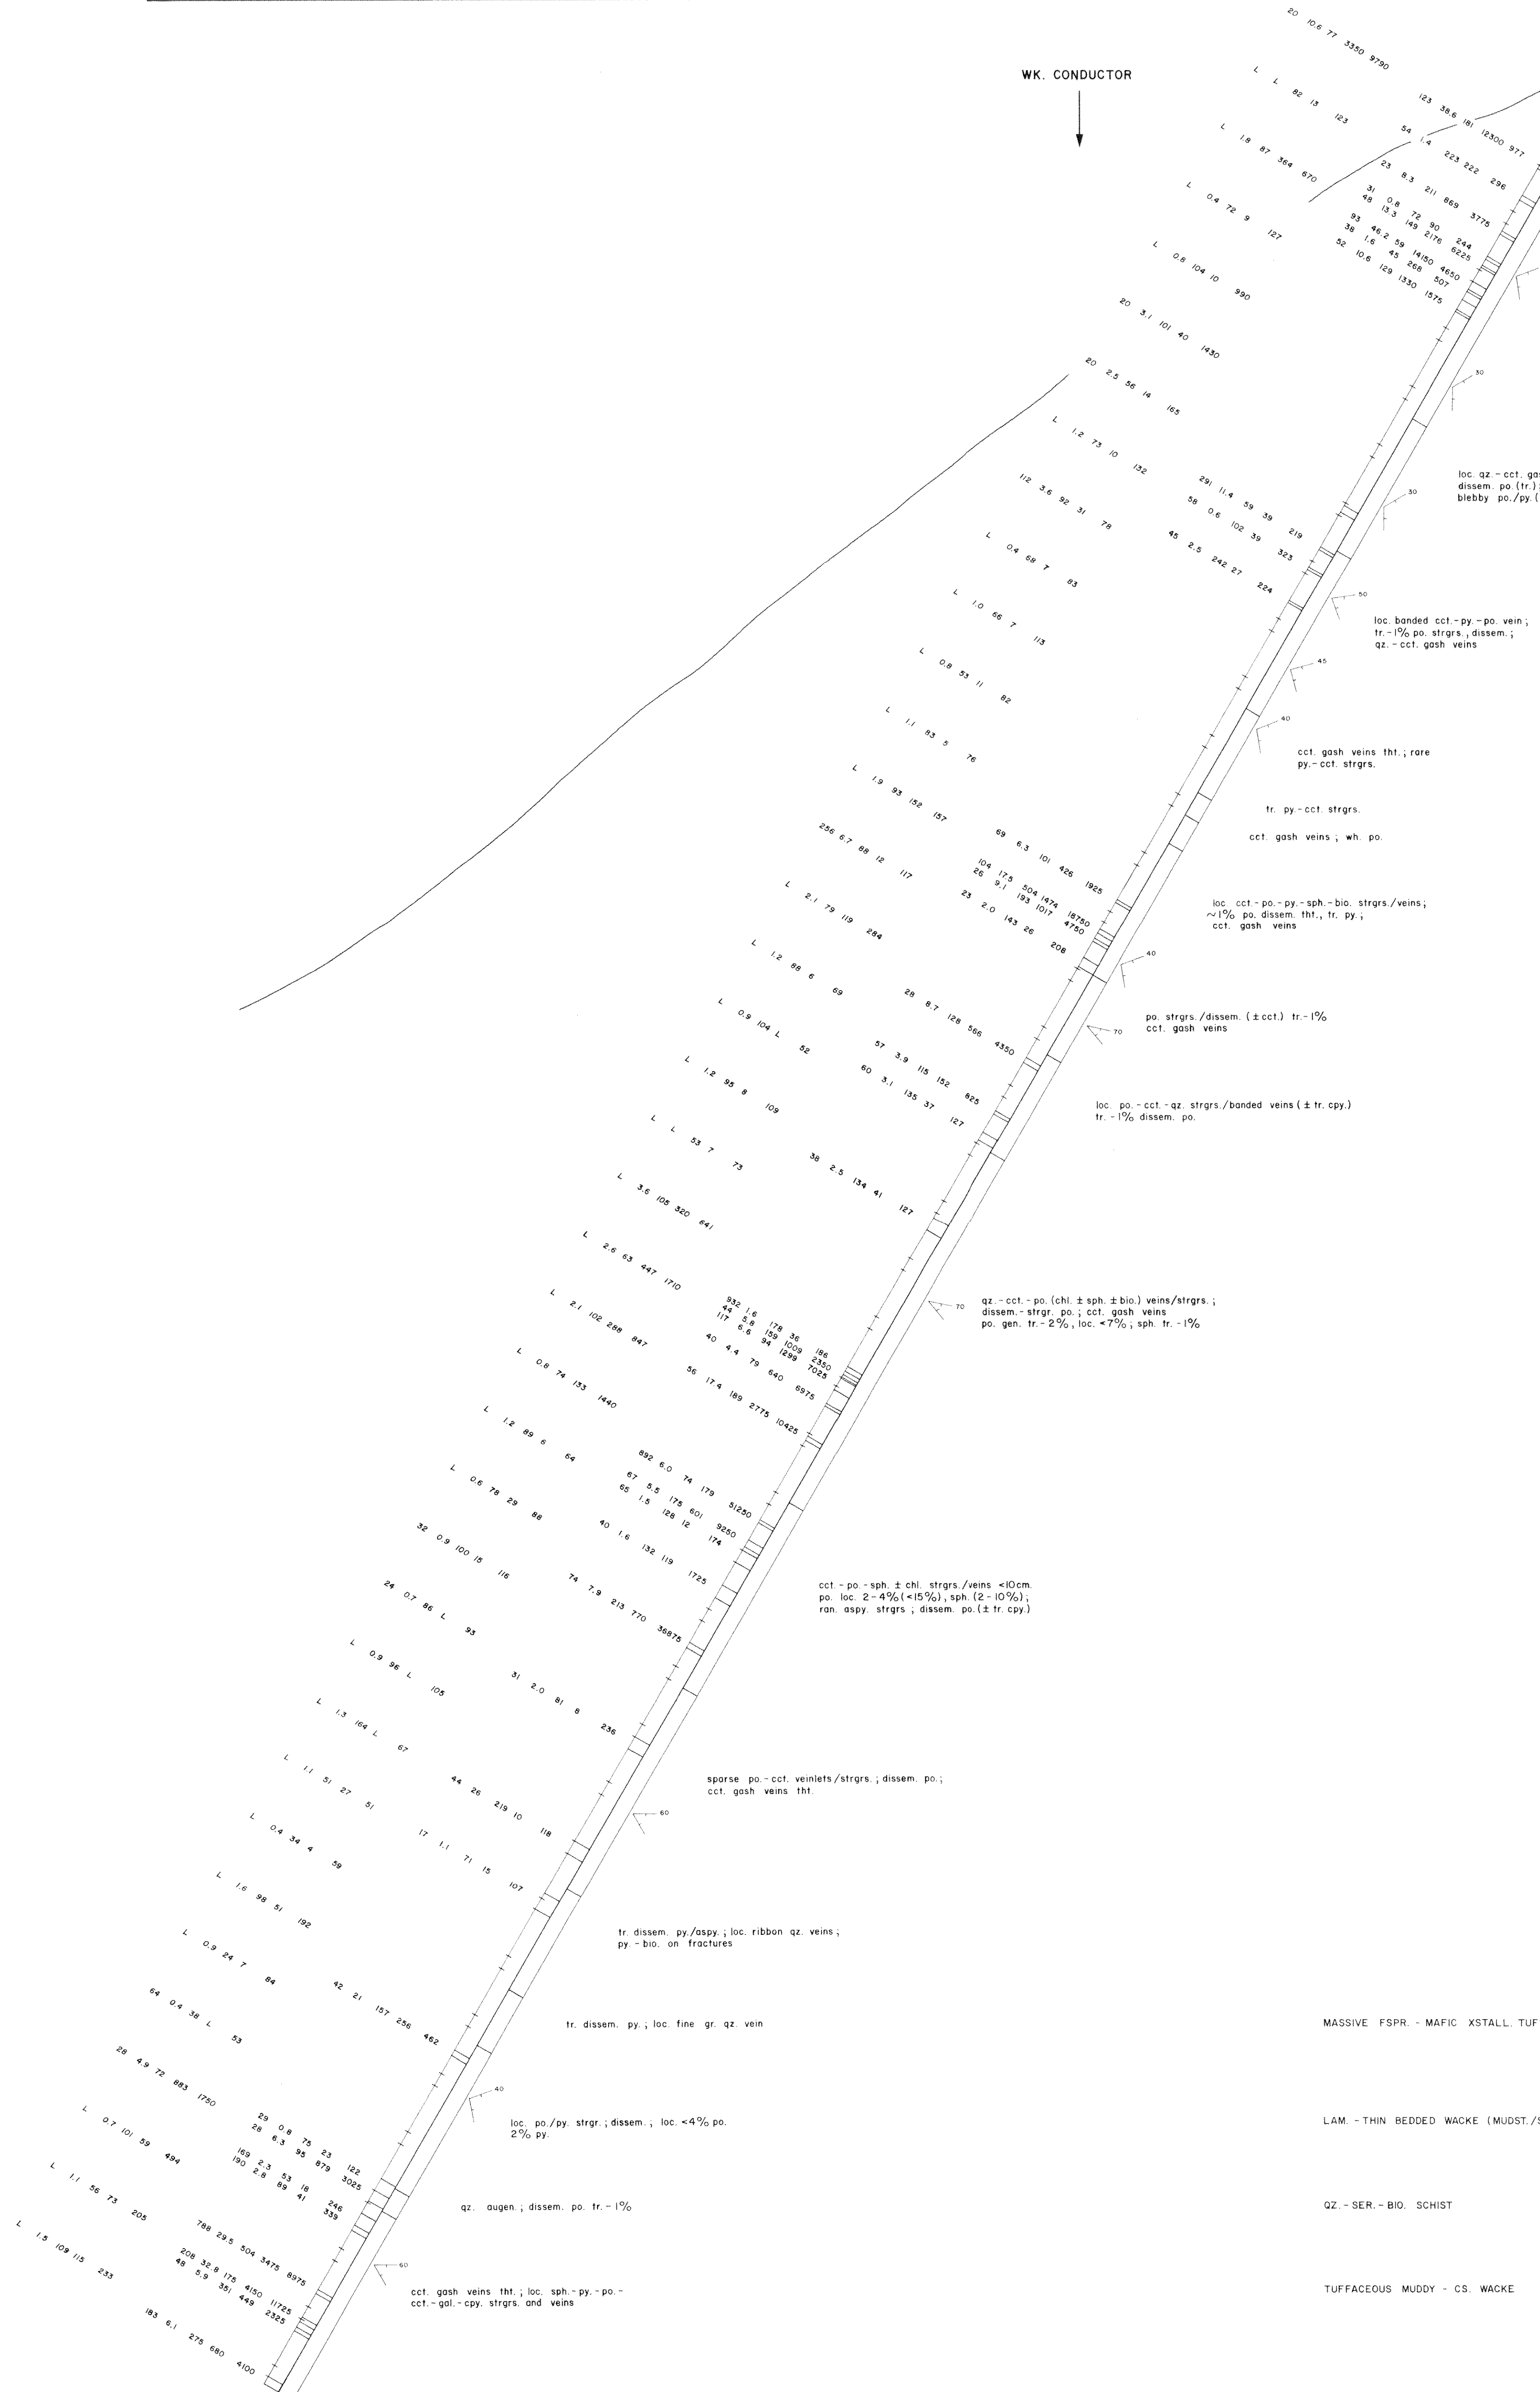 WK. CONDUCTOR
20 10.6 77 3350 9790
L L 82 13 123
L 1.8 87 364 670
L 0.4 72 9 127
L 0.8 104 10 990
20 3.1 101 40 1430
20 2.5 56 14 165
L 1.2 73 10 132
112 3.6 92 31 78
L 0.4 68 7 83
L 1.0 66 7 113
L 0.8 53 11 82
L 1.1 83 5 76
L 1.9 93 152 157
256 6.7 88 12 117
L 2.1 79 119 284
L 1.2 88 6 69
L 0.9 104 L 52
L 1.2 95 8 109
L L 53 7 73
L 3.6 105 320 641
L 2.6 63 447 1710
L 2.1 102 288 847
L 0.8 74 133 1440
L 1.2 89 6 64
L 0.6 78 29 88
32 0.9 100 15 116
24 0.7 86 L 93
L 0.9 96 L 105
L 1.3 164 L 67
L 1.1 51 27 51
L 0.4 34 4 59
L 1.6 98 51 192
L 0.9 24 7 84
64 0.4 38 L 53
28 4.9 72 883 1750
L 0.7 101 59 494
L 1.1 56 73 205
L 1.5 109 115 233
123 38.6 181 12300 977
54 1.4 223 222 296
23 8.3 211 869 3775
31 0.8 72 90 244
48 13.3 149 2176 6225
93 46.2 59 14150 4650
38 1.6 45 268 507
52 10.6 129 1330 1575
291 11.4 59 39 219
58 0.6 102 39 323
45 2.5 242 27 224
69 6.3 101 426 1925
104 17.5 504 1474 18750
26 9.1 193 1017 4750
23 2.0 143 26 208
28 8.7 128 566 4350
57 3.9 115 152 825
60 3.1 135 37 127
38 2.5 134 41 127
932 1.6 178 36 186
44 5.8 159 1009 2350
117 6.6 94 1299 7025
40 4.4 79 640 6975
56 17.4 189 2775 10425
892 6.0 74 179 51250
67 5.5 175 601 9250
65 1.5 128 12 174
40 1.6 132 119 1725
74 7.9 213 770 36875
31 2.0 81 8 236
44 26 219 10 118
17 1.1 71 15 107
42 21 157 256 462
29 0.8 75 23 122
28 6.3 95 879 3025
169 2.3 53 18 246
190 2.8 89 41 339
788 29.5 504 3475 8975
208 32.8 175 4150 11725
48 5.9 351 449 2325
183 6.1 275 680 4100
30
loc. qz.-cct.
dissem. po.(tr.);
blebby po./py.(
30
50
loc. banded cct.-py.-po. vein;
tr.-1% po. strgrs., dissem.;
qz.-cct. gash veins
45
40
cct. gash veins tht.; rare
py.-cct. strgrs.
tr. py.-cct. strgrs.
cct. gash veins; wh. po.
loc. cct.-po.-py.-sph.-bio. strgrs./veins;
~1% po. dissem. tht., tr. py.;
cct. gash veins
40
po. strgrs./dissem. (±cct.) tr.-1%
cct. gash veins
70
loc. po.-cct.-qz. strgrs./banded veins (± tr. cpy.)
tr.-1% dissem. po.
70
qz.-cct.-po. (chl. ± sph. ± bio.) veins/strgrs.;
dissem.-strgr. po.; cct. gash veins
po. gen. tr.-2%, loc. <7%; sph. tr.-1%
cct.-po.-sph. ± chl. strgrs./veins <10cm.
po. loc. 2-4% (<15%), sph. (2-10%);
ran. aspy. strgrs; dissem. po. (± tr. cpy.)
sparse po.-cct. veinlets/strgrs.; dissem. po.;
cct. gash veins tht.
60
tr. dissem. py./aspy.; loc. ribbon qz. veins;
py.-bio. on fractures
tr. dissem. py.; loc. fine gr. qz. vein
40
loc. po./py. strgr.; dissem.; loc. <4% po.
2% py.
qz. augen.; dissem. po. tr.-1%
cct. gash veins tht.; loc. sph.-py.-po.-
cct.-gal.-cpy. strgrs. and veins
MASSIVE FSPR. - MAFIC XSTALL. TUF
LAM. - THIN BEDDED WACKE (MUDST./S
QZ. - SER. - BIO. SCHIST
TUFFACEOUS MUDDY - CS. WACKE